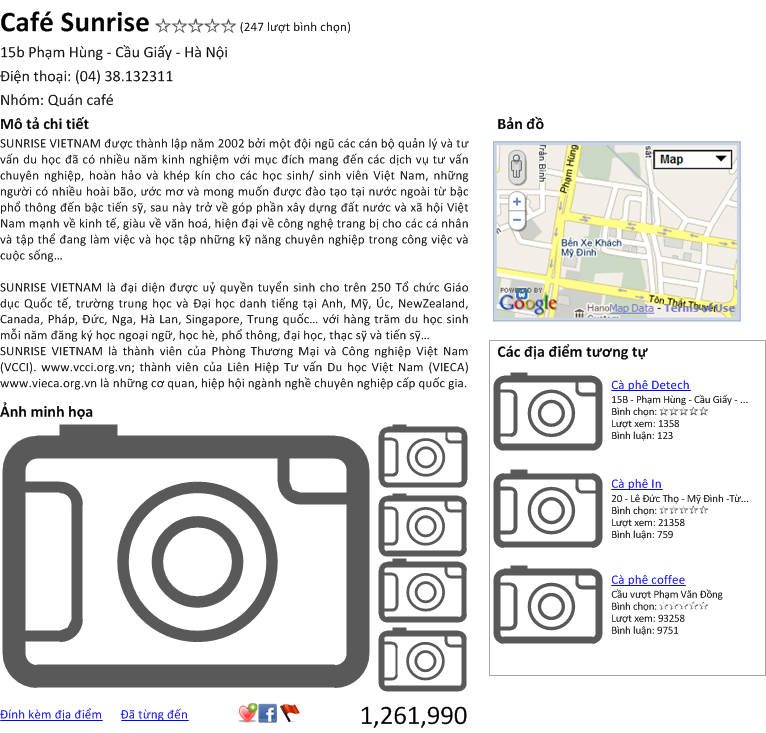 Café Sunrise (247 lượt bình chọn)
15b Phạm Hùng - Cầu Giấy - Hà Nội
Điện thoại: (04) 38.132311
Nhóm: Quán café
Mô tả chi tiết
SUNRISE VIETNAM được thành lập năm 2002 bởi một đội ngũ các cán bộ quản lý và tư
vấn du học đã có nhiều năm kinh nghiệm với mục đích mang đến các dịch vụ tư vấn
chuyên nghiệp, hoàn hảo và khép kín cho các học sinh/ sinh viên Việt Nam, những
người có nhiều hoài bão, ước mơ và mong muốn được đào tạo tại nước ngoài từ bậc
phổ thông đến bậc tiến sỹ, sau này trở về góp phần xây dựng đất nước và xã hội Việt
Nam mạnh về kinh tế, giàu về văn hoá, hiện đại về công nghệ trang bị cho các cá nhân
và tập thể đang làm việc và học tập những kỹ năng chuyên nghiệp trong công việc và
cuộc sống...
SUNRISE VIETNAM là đại diện được uỷ quyền tuyển sinh cho trên 250 Tổ chức Giáo
dục Quốc tế, trường trung học và Đại học danh tiếng tại Anh, Mỹ, Úc, NewZealand,
Canada, Pháp, Đức, Nga, Hà Lan, Singapore, Trung quốc... với hàng trăm du học sinh
mỗi năm đăng ký học ngoại ngữ, học hè, phổ thông, đại học, thạc sỹ và tiến sỹ...
SUNRISE VIETNAM là thành viên của Phòng Thương Mại và Công nghiệp Việt Nam
(VCCI). www.vcci.org.vn; thành viên của Liên Hiệp Tư vấn Du học Việt Nam (VIECA)
www.vieca.org.vn là những cơ quan, hiệp hội ngành nghề chuyên nghiệp cấp quốc gia.
Ảnh minh họa
Đính kèm địa điểm Đã từng đến 1,261,990
Bản đồ
Trần Bình
Phạm Hùng
sát
Map
Bến Xe Khách
Mỹ Đình
Tôn Thất Thuyết
POWERED BY
Google
Hano Map Data - Terms of Use
Các địa điểm tương tự
Cà phê Detech
15B - Phạm Hùng - Cầu Giấy - ...
Bình chọn:
Lượt xem: 1358
Bình luận: 123
Cà phê In
20 - Lê Đức Thọ - Mỹ Đình -Từ...
Bình chọn:
Lượt xem: 21358
Bình luận: 759
Cà phê coffee
Cầu vượt Phạm Văn Đồng
Bình chọn:
Lượt xem: 93258
Bình luận: 9751